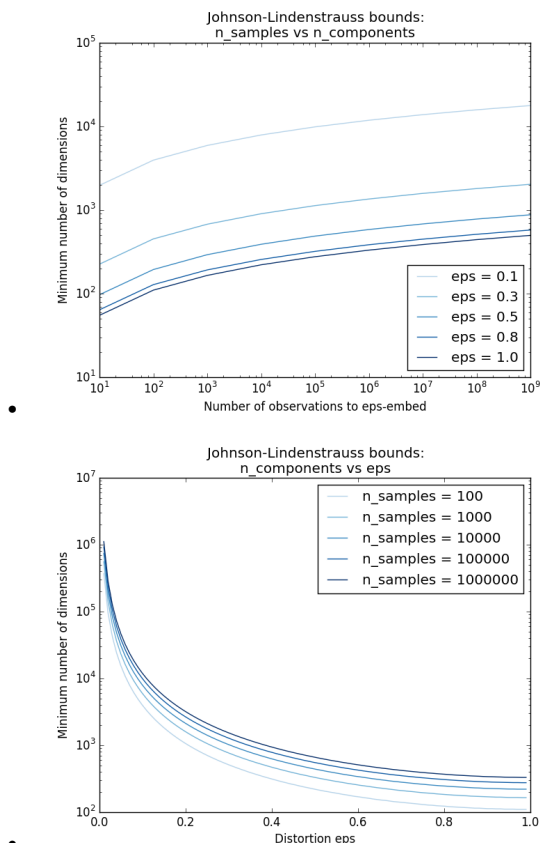 Johnson-Lindenstrauss bounds:
n_samples vs n_components
10^5
10^4
10^3
10^2
10^1
Minimum number of dimensions
eps = 0.1
eps = 0.3
eps = 0.5
eps = 0.8
eps = 1.0
10^1 10^2 10^3 10^4 10^5 10^6 10^7 10^8 10^9
Number of observations to eps-embed
Johnson-Lindenstrauss bounds:
n_components vs eps
10^7
10^6
10^5
10^4
10^3
10^2
Minimum number of dimensions
n_samples = 100
n_samples = 1000
n_samples = 10000
n_samples = 100000
n_samples = 1000000
0.0 0.2 0.4 0.6 0.8 1.0
Distortion eps